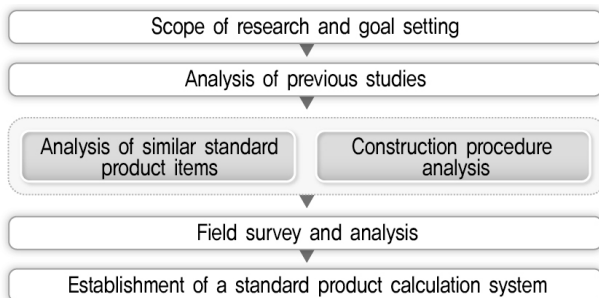 Scope of research and goal setting
Analysis of previous studies
Analysis of similar standard
product items
Construction procedure
analysis
Field survey and analysis
Establishment of a standard product calculation system